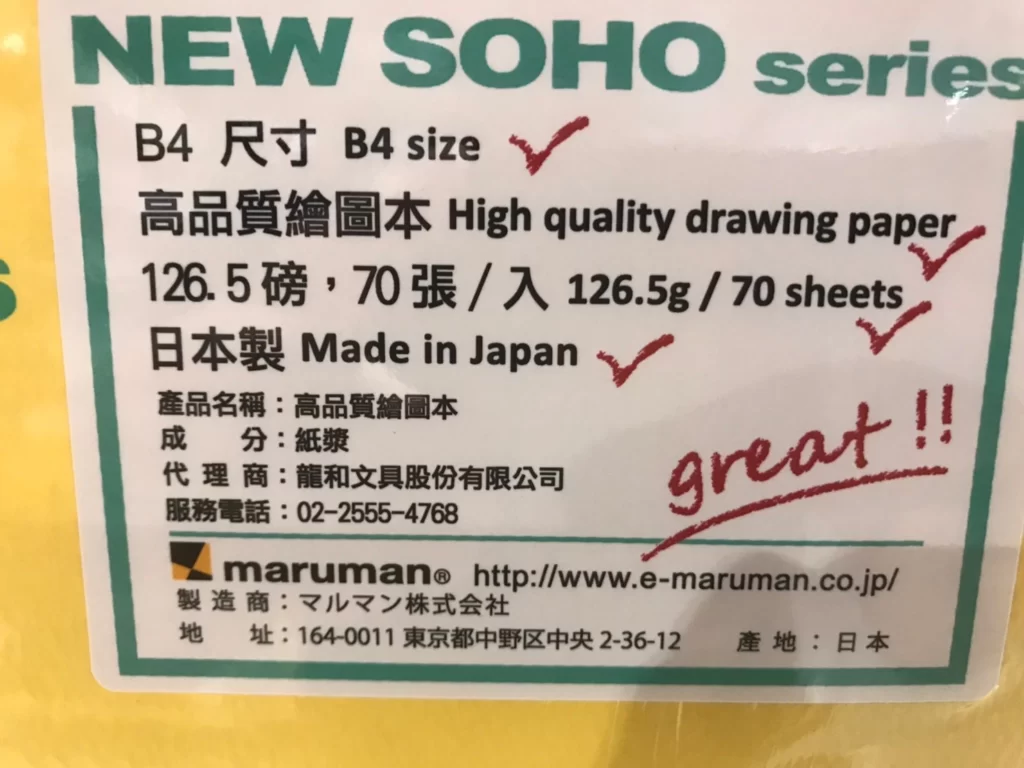 NEW SOHO series
B4 尺寸 B4 size
高品質繪圖本 High quality drawing paper
126.5磅，70張/入 126.5g / 70 sheets
日本製 Made in Japan
產品名稱：高品質繪圖本
成 分：紙漿
代理商：龍和文具股份有限公司
服務電話：02-2555-4768
great!!
maruman® http://www.e-maruman.co.jp/
製造商：マルマン株式会社
地 址：164-0011 東京都中野区中央 2-36-12 產地：日本